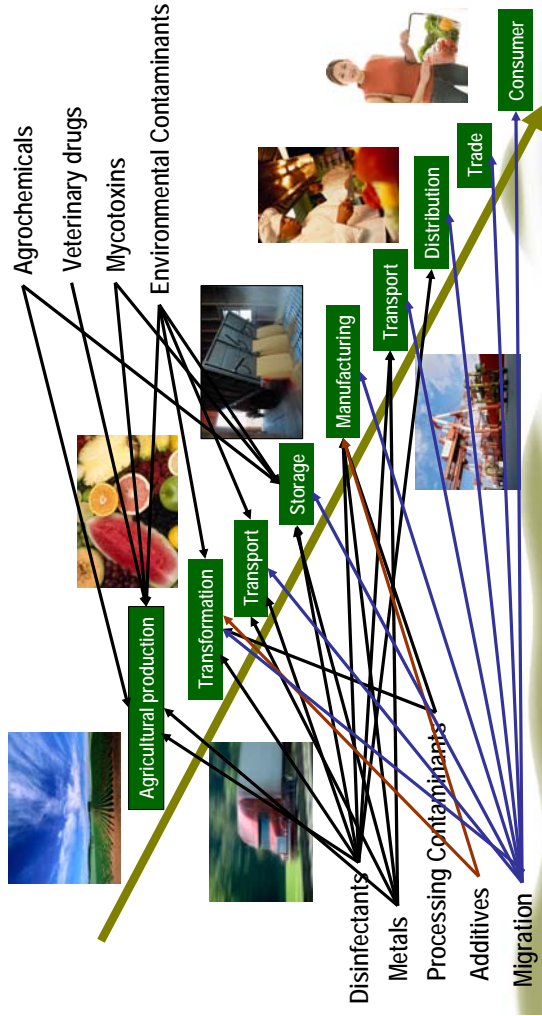 Agrochemicals
Veterinary drugs
Mycotoxins
Environmental Contaminants
Agricultural production
Transformation
Transport
Storage
Manufacturing
Transport
Distribution
Trade
Consumer
Disinfectants
Metals
Processing Contaminants
Additives
Migration